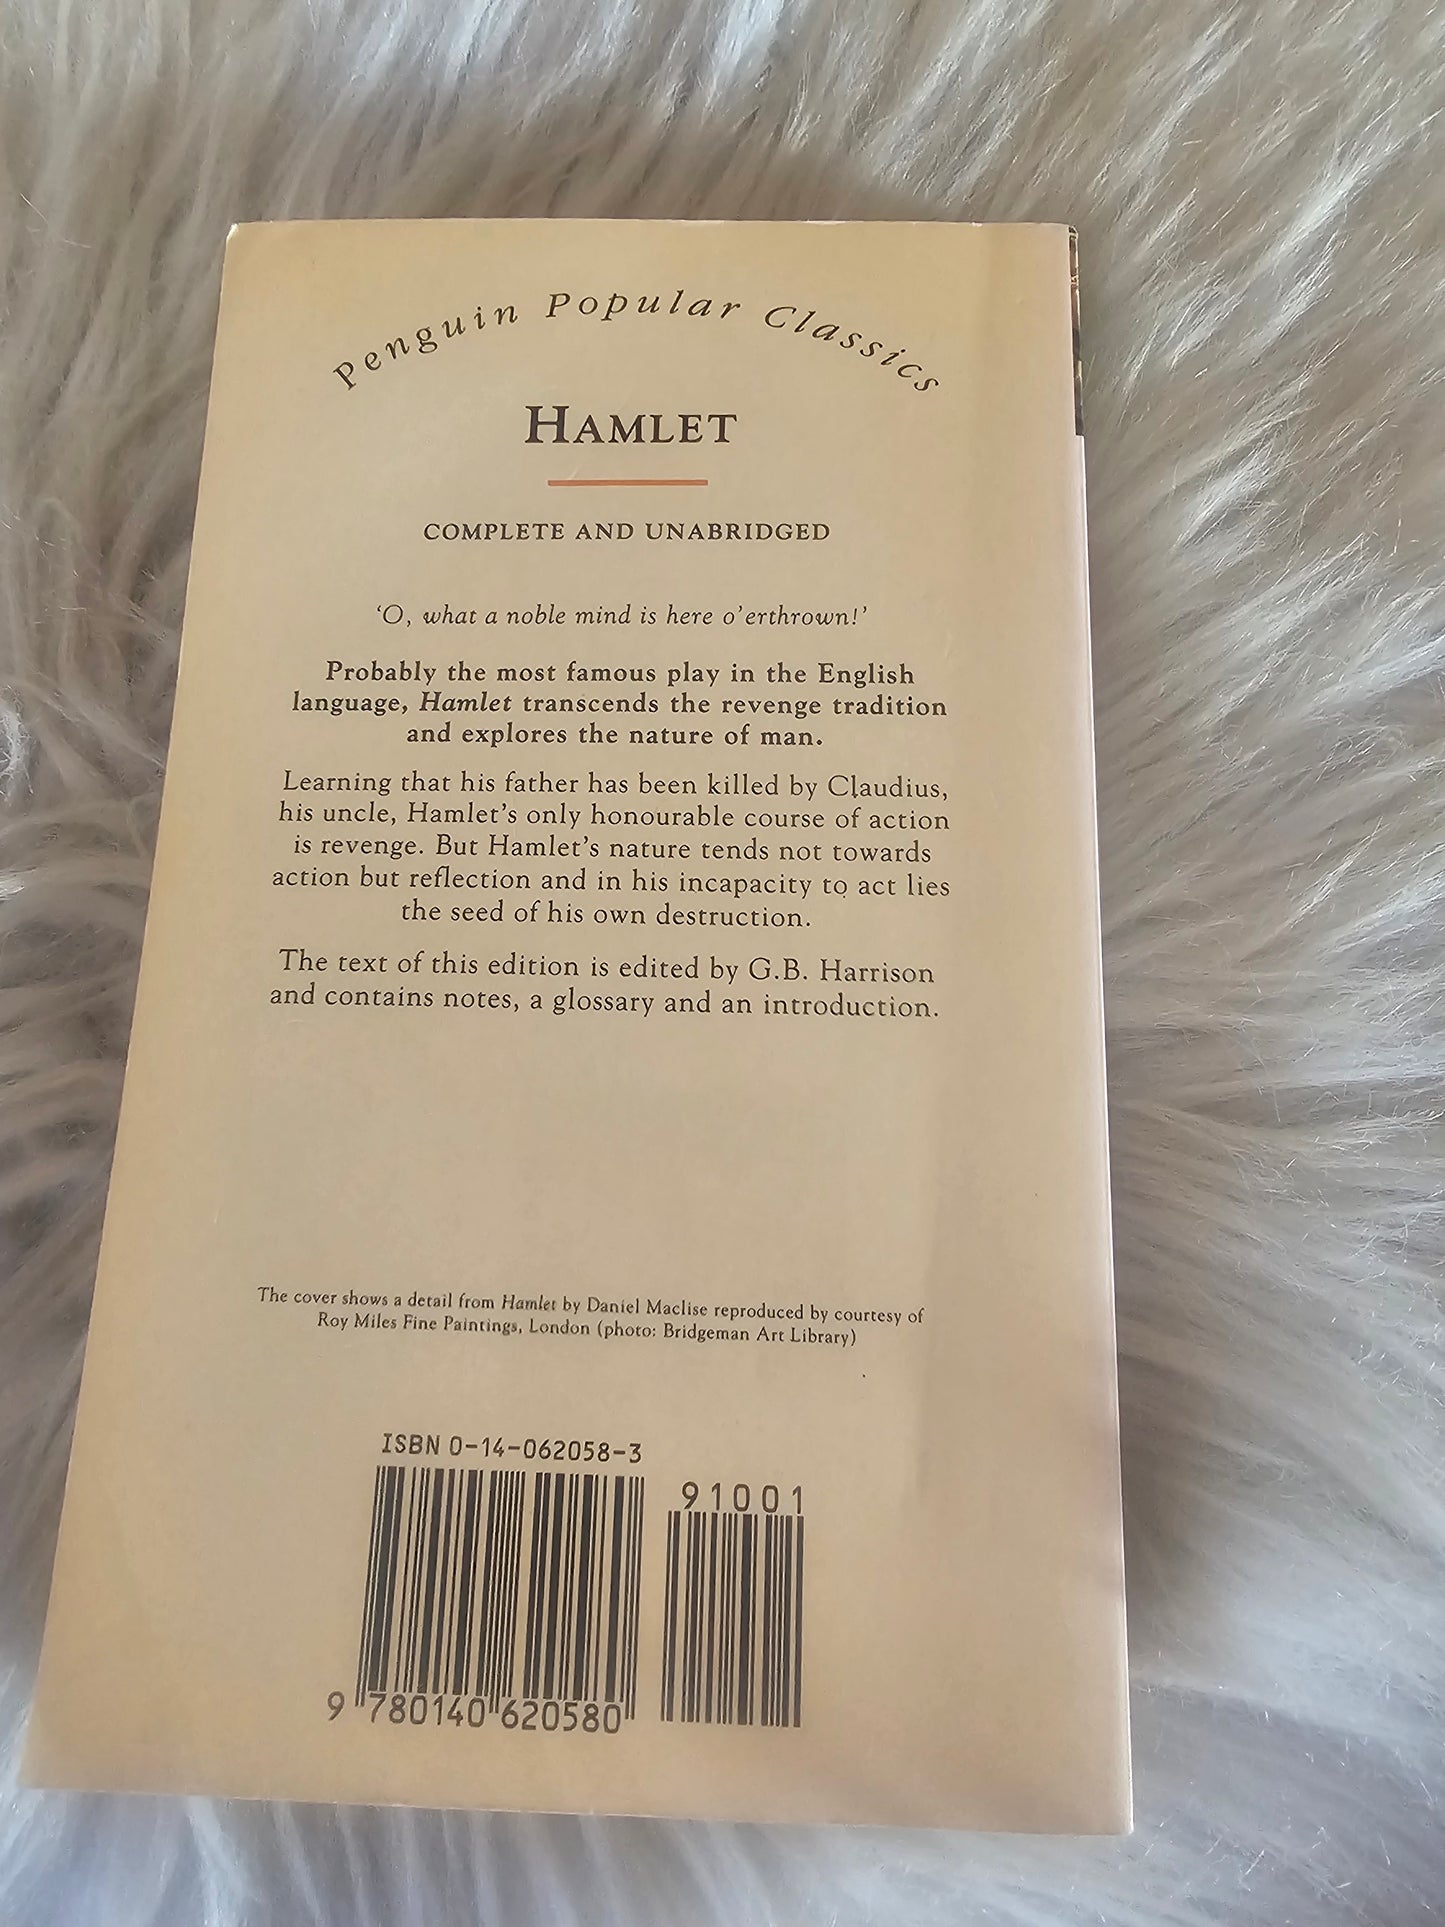 Penguin Popular Classics
HAMLET
COMPLETE AND UNABRIDGED
‘O, what a noble mind is here o’erthrown!’
Probably the most famous play in the English
language, Hamlet transcends the revenge tradition
and explores the nature of man.
Learning that his father has been killed by Claudius,
his uncle, Hamlet’s only honourable course of action
is revenge. But Hamlet’s nature tends not towards
action but reflection and in his incapacity to act lies
the seed of his own destruction.
The text of this edition is edited by G.B. Harrison
and contains notes, a glossary and an introduction.
The cover shows a detail from Hamlet by Daniel Maclise reproduced by courtesy of
Roy Miles Fine Paintings, London (photo: Bridgeman Art Library)
ISBN 0-14-062058-3
91001
9 780140 620580